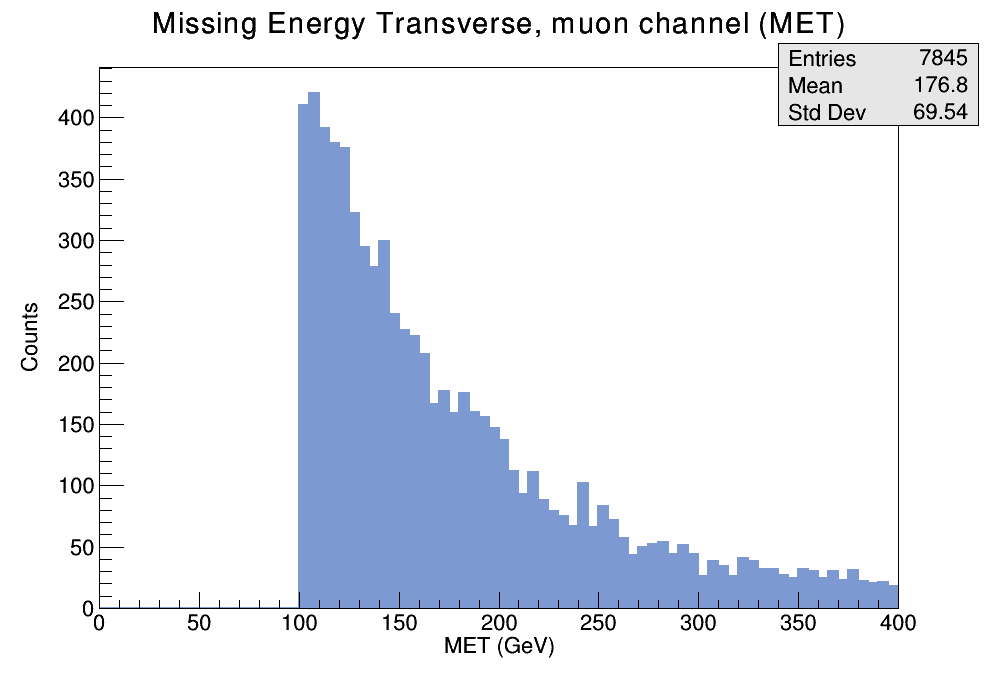 Missing Energy Transverse, muon channel (MET)
Entries 7845
Mean 176.8
Std Dev 69.54
400
350
300
250
200
150
100
50
0
Counts
0 50 100 150 200 250 300 350 400
MET (GeV)